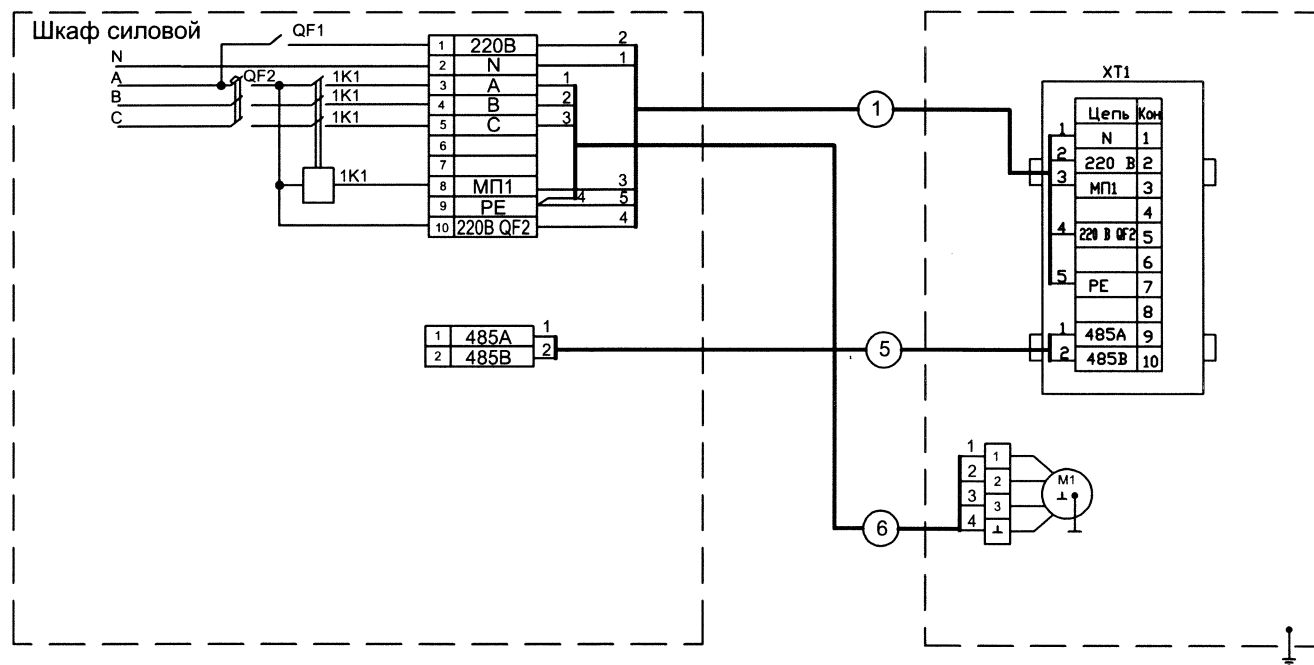 Шкаф силовой
QF1
N
A
QF2
1K1
B
1K1
C
1K1
1K1
1 220В 2
2 N 1
3 A 1
4 B 2
5 C 3
6
7
8 МП1 3
9 PE 4 5
10 220В QF2 4
1 485A 1
2 485B 2
1
5
6
XT1
Цепь Кон
1 N 1
2 220 В 2
3 МП1 3
4
4 220 В QF2 5
6
5 PE 7
8
1 485A 9
2 485B 10
1 1
2 2
3 3
4 ⊥
M1
⊥